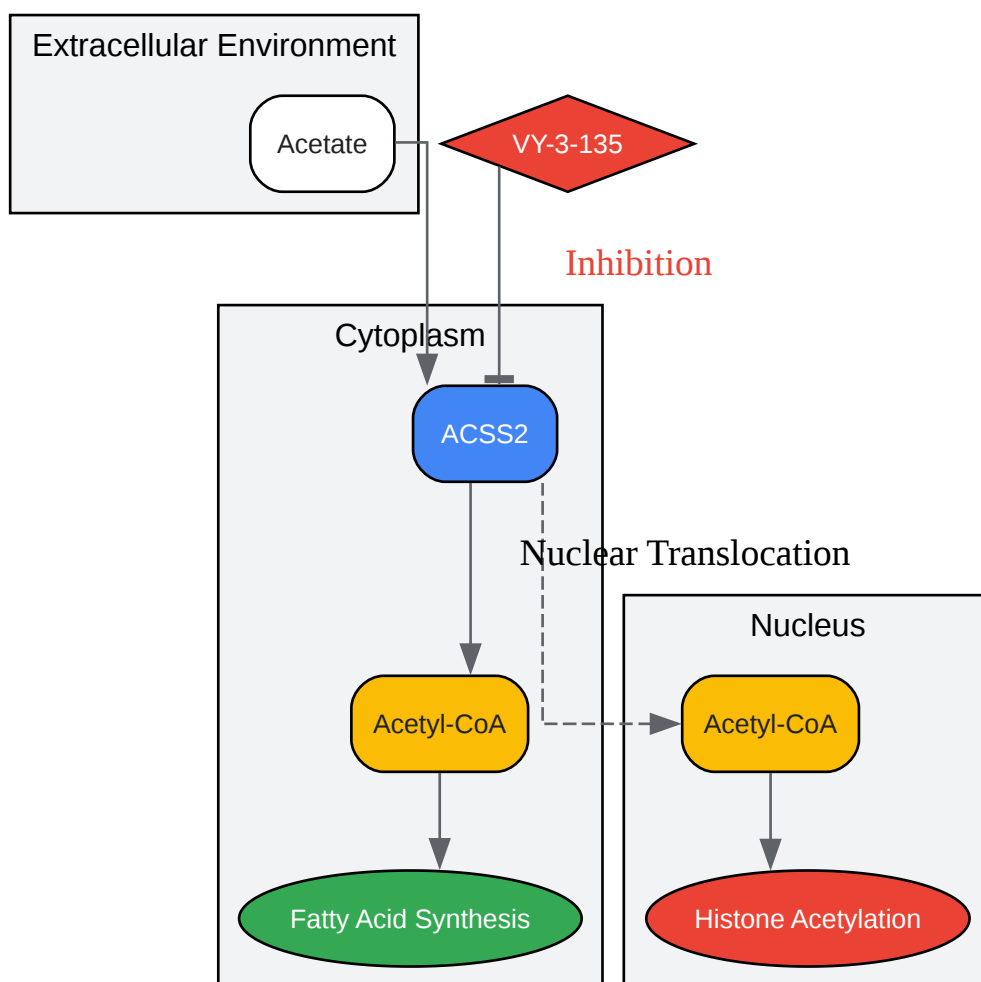 Extracellular Environment
Acetate
VY-3-135
Inhibition
Cytoplasm
ACSS2
Nuclear Translocation
Nucleus
Acetyl-CoA
Acetyl-CoA
Fatty Acid Synthesis
Histone Acetylation